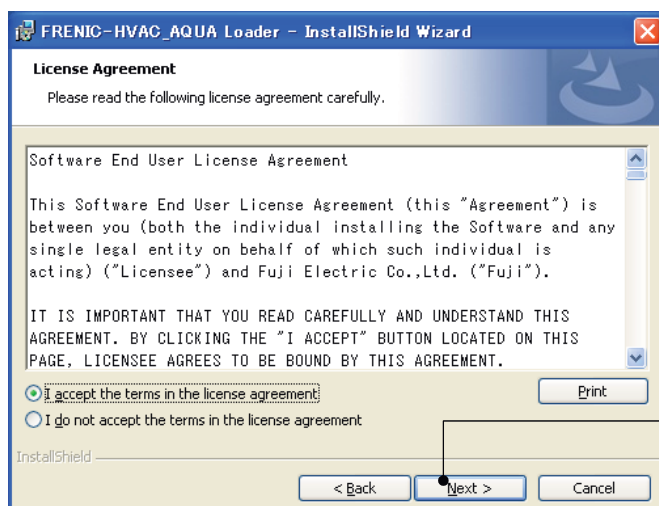 FRENIC-HVAC_AQUA Loader - InstallShield Wizard
License Agreement
Please read the following license agreement carefully.
Software End User License Agreement
This Software End User License Agreement (this "Agreement") is
between you (both the individual installing the Software and any
single legal entity on behalf of which such individual is
acting) ("Licensee") and Fuji Electric Co.,Ltd. ("Fuji").
IT IS IMPORTANT THAT YOU READ CAREFULLY AND UNDERSTAND THIS
AGREEMENT. BY CLICKING THE "I ACCEPT" BUTTON LOCATED ON THIS
PAGE, LICENSEE AGREES TO BE BOUND BY THIS AGREEMENT.
I accept the terms in the license agreement
Print
I do not accept the terms in the license agreement
InstallShield
< Back Next > Cancel